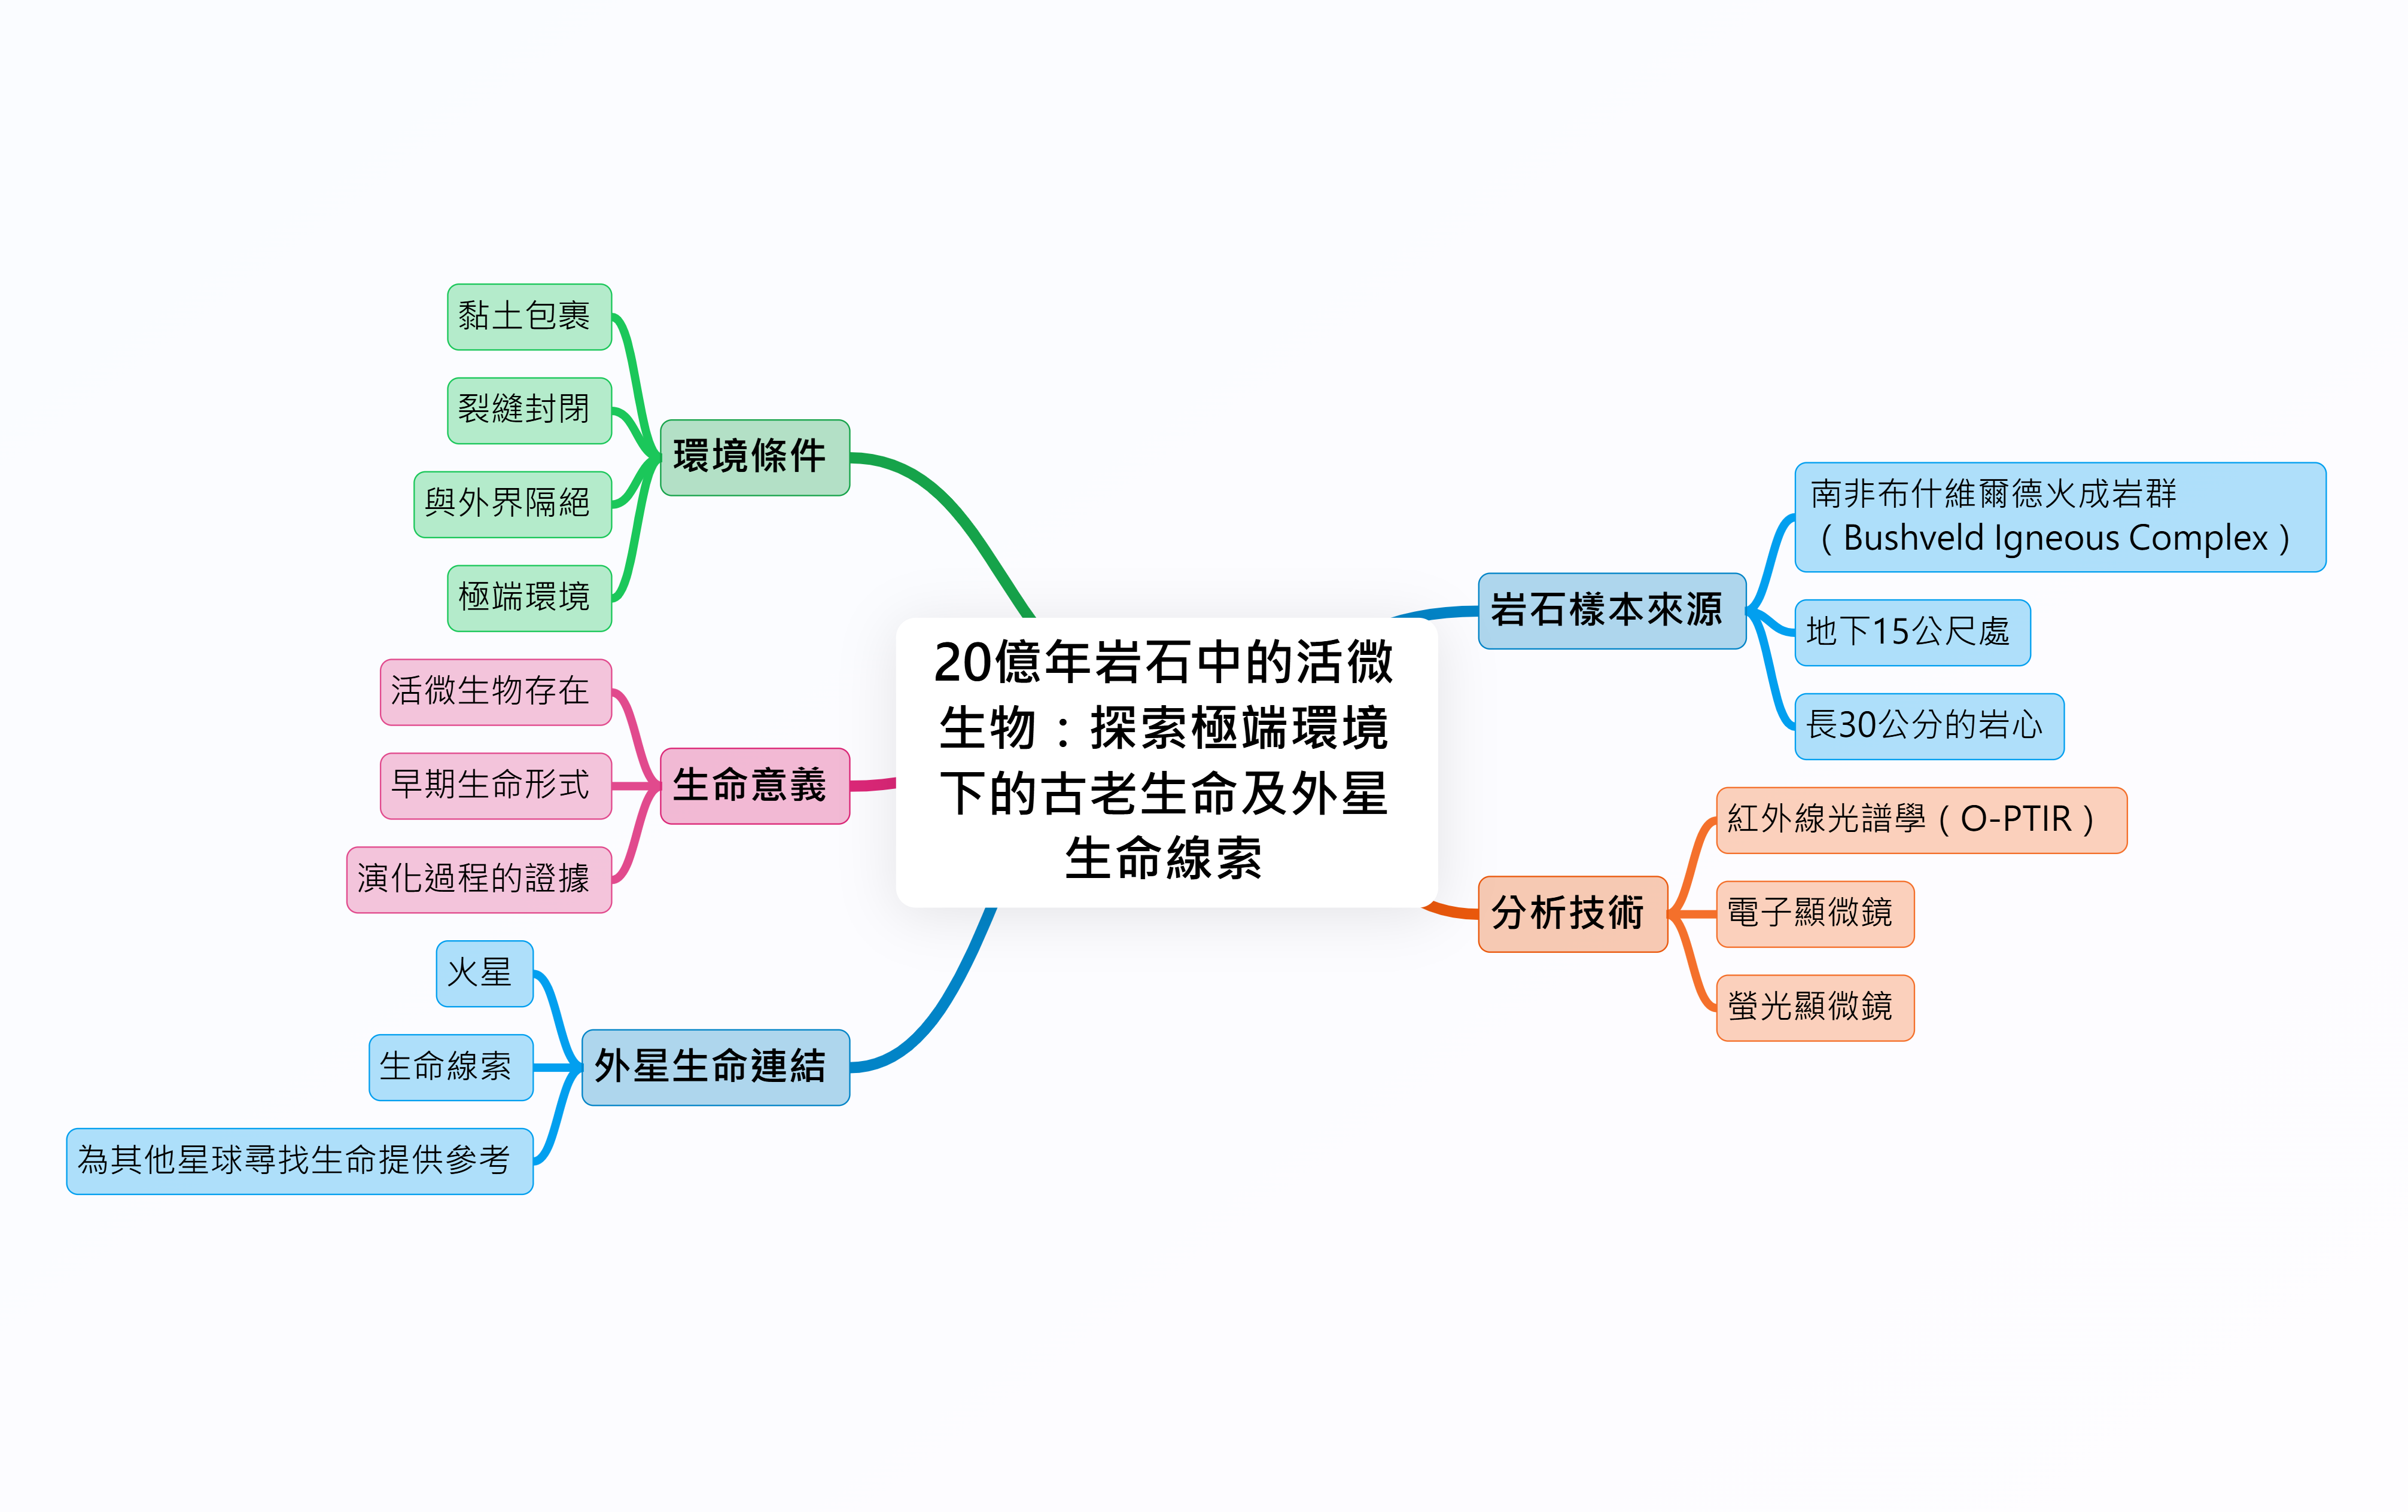 20億年岩石中的活微
生物：探索極端環境
下的古老生命及外星
生命線索
岩石樣本來源
南非布什維爾德火成岩群
（Bushveld Igneous Complex）
地下15公尺處
長30公分的岩心
分析技術
紅外線光譜學（O-PTIR）
電子顯微鏡
螢光顯微鏡
環境條件
黏土包裹
裂縫封閉
與外界隔絕
極端環境
生命意義
活微生物存在
早期生命形式
演化過程的證據
外星生命連結
火星
生命線索
為其他星球尋找生命提供參考